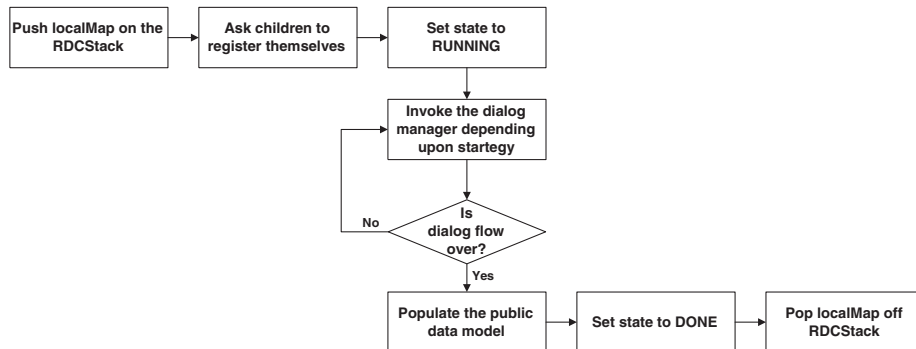 Push localMap on the
RDCStack
Ask children to
register themselves
Set state to
RUNNING
Invoke the dialog
manager depending
upon startegy
Is
dialog flow
over?
No
Yes
Populate the public
data model
Set state to DONE
Pop localMap off
RDCStack